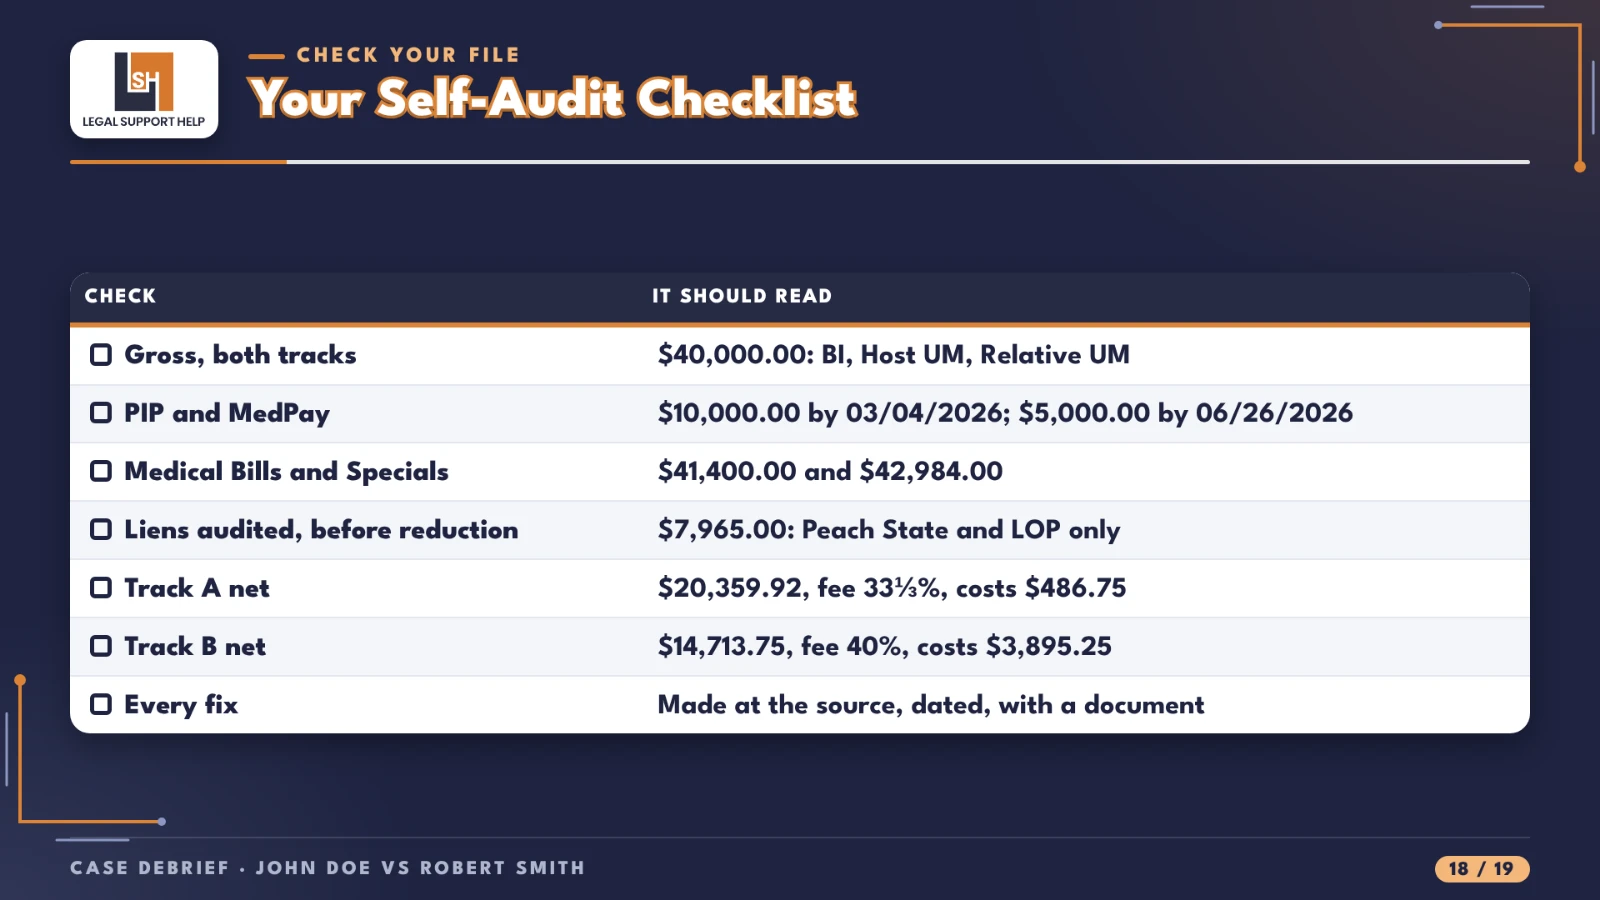 SH
LEGAL SUPPORT HELP
CHECK YOUR FILE
Your Self-Audit Checklist
CHECK
IT SHOULD READ
Gross, both tracks
$40,000.00: BI, Host UM, Relative UM
PIP and MedPay
$10,000.00 by 03/04/2026; $5,000.00 by 06/26/2026
Medical Bills and Specials
$41,400.00 and $42,984.00
Liens audited, before reduction
$7,965.00: Peach State and LOP only
Track A net
$20,359.92, fee 33⅓%, costs $486.75
Track B net
$14,713.75, fee 40%, costs $3,895.25
Every fix
Made at the source, dated, with a document
CASE DEBRIEF · JOHN DOE VS ROBERT SMITH
18 / 19